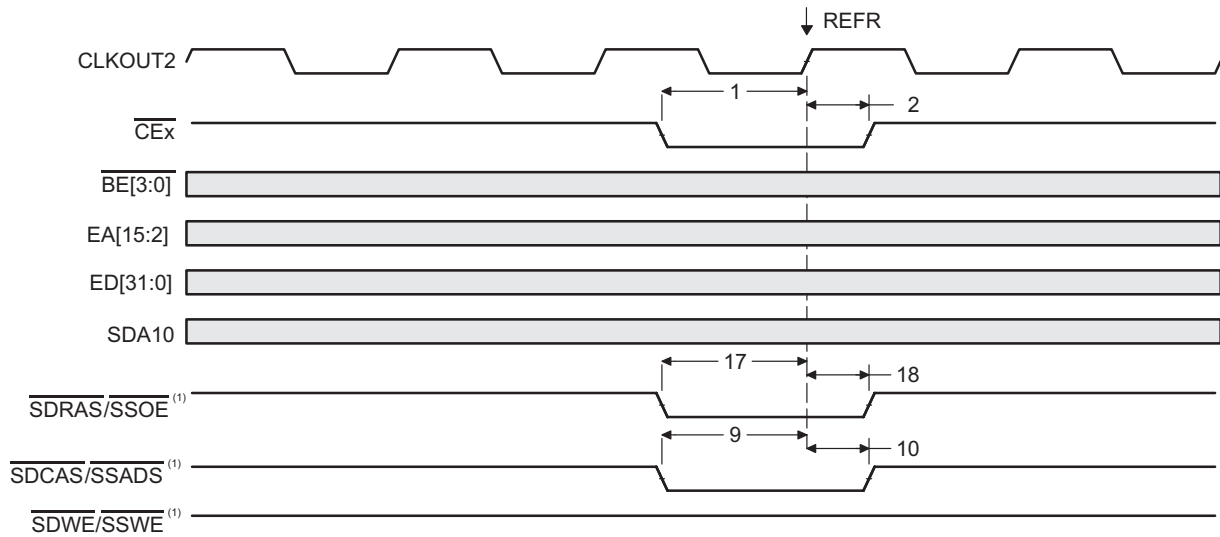 REFR
CLKOUT2
1
2
CEx
BE[3:0]
EA[15:2]
ED[31:0]
SDA10
17
18
SDRAS/SSOE (1)
9
10
SDCAS/SSADS (1)
SDWE/SSWE (1)